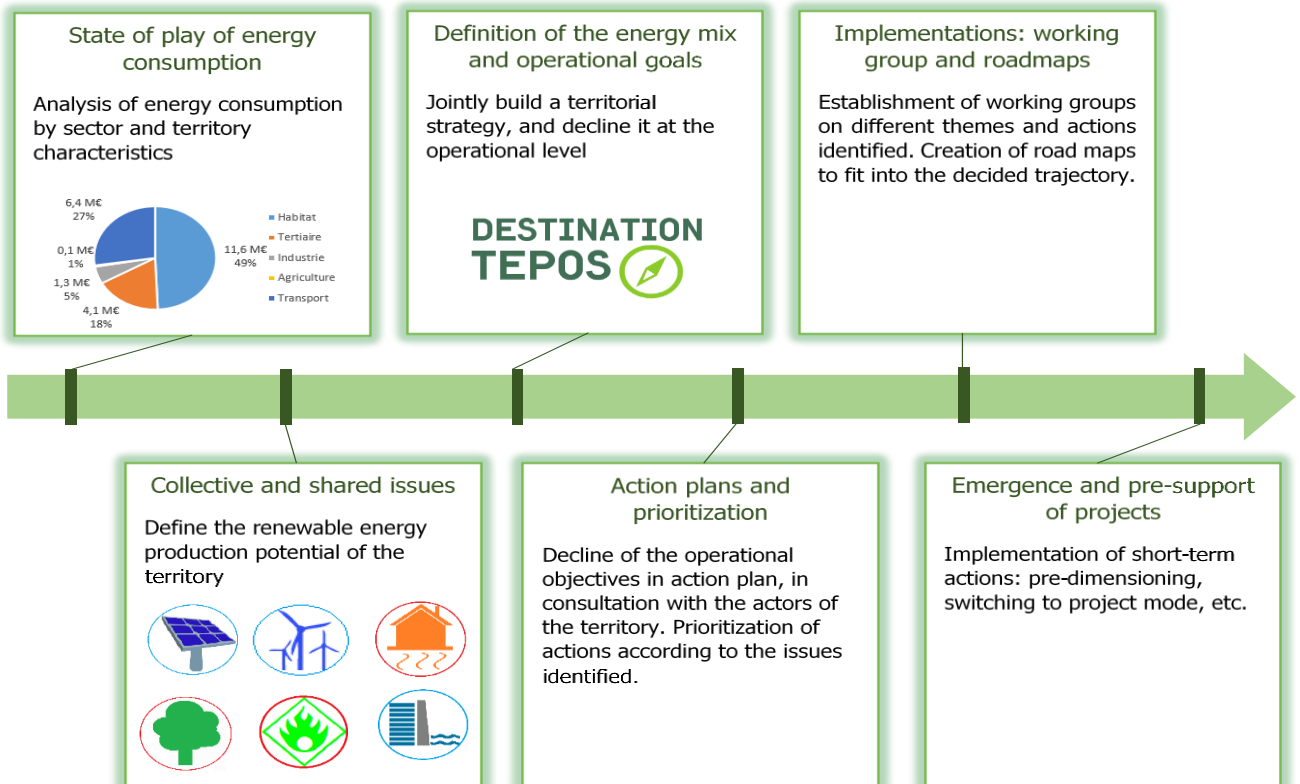 State of play of energy
consumption
Analysis of energy consumption
by sector and territory
characteristics
6,4 M€
27%
0,1 M€
1%
1,3 M€
5%
4,1 M€
18%
11,6 M€
49%
Habitat
Tertiaire
Industrie
Agriculture
Transport
Definition of the energy mix
and operational goals
Jointly build a territorial
strategy, and decline it at the
operational level
DESTINATION
TEPOS
Implementations: working
group and roadmaps
Establishment of working groups
on different themes and actions
identified. Creation of road maps
to fit into the decided trajectory.
Collective and shared issues
Define the renewable energy
production potential of the
territory
Action plans and
prioritization
Decline of the operational
objectives in action plan, in
consultation with the actors of
the territory. Prioritization of
actions according to the issues
identified.
Emergence and pre-support
of projects
Implementation of short-term
actions: pre-dimensioning,
switching to project mode, etc.